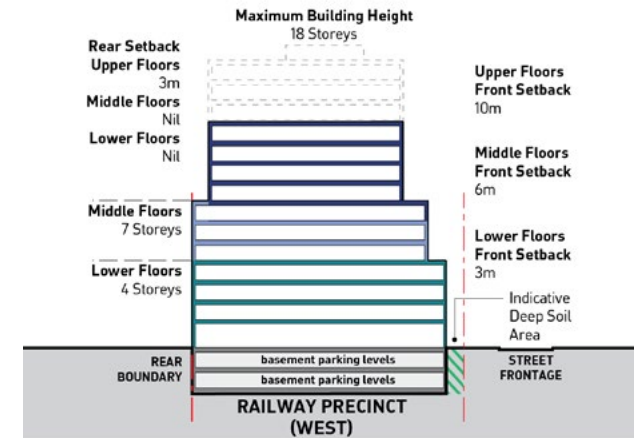 Maximum Building Height
18 Storeys
Rear Setback
Upper Floors
3m
Middle Floors
Nil
Lower Floors
Nil
Middle Floors
7 Storeys
Lower Floors
4 Storeys
Upper Floors
Front Setback
10m
Middle Floors
Front Setback
6m
Lower Floors
Front Setback
3m
Indicative
Deep Soil
Area
REAR
BOUNDARY
basement parking levels
basement parking levels
STREET
FRONTAGE
RAILWAY PRECINCT
(WEST)